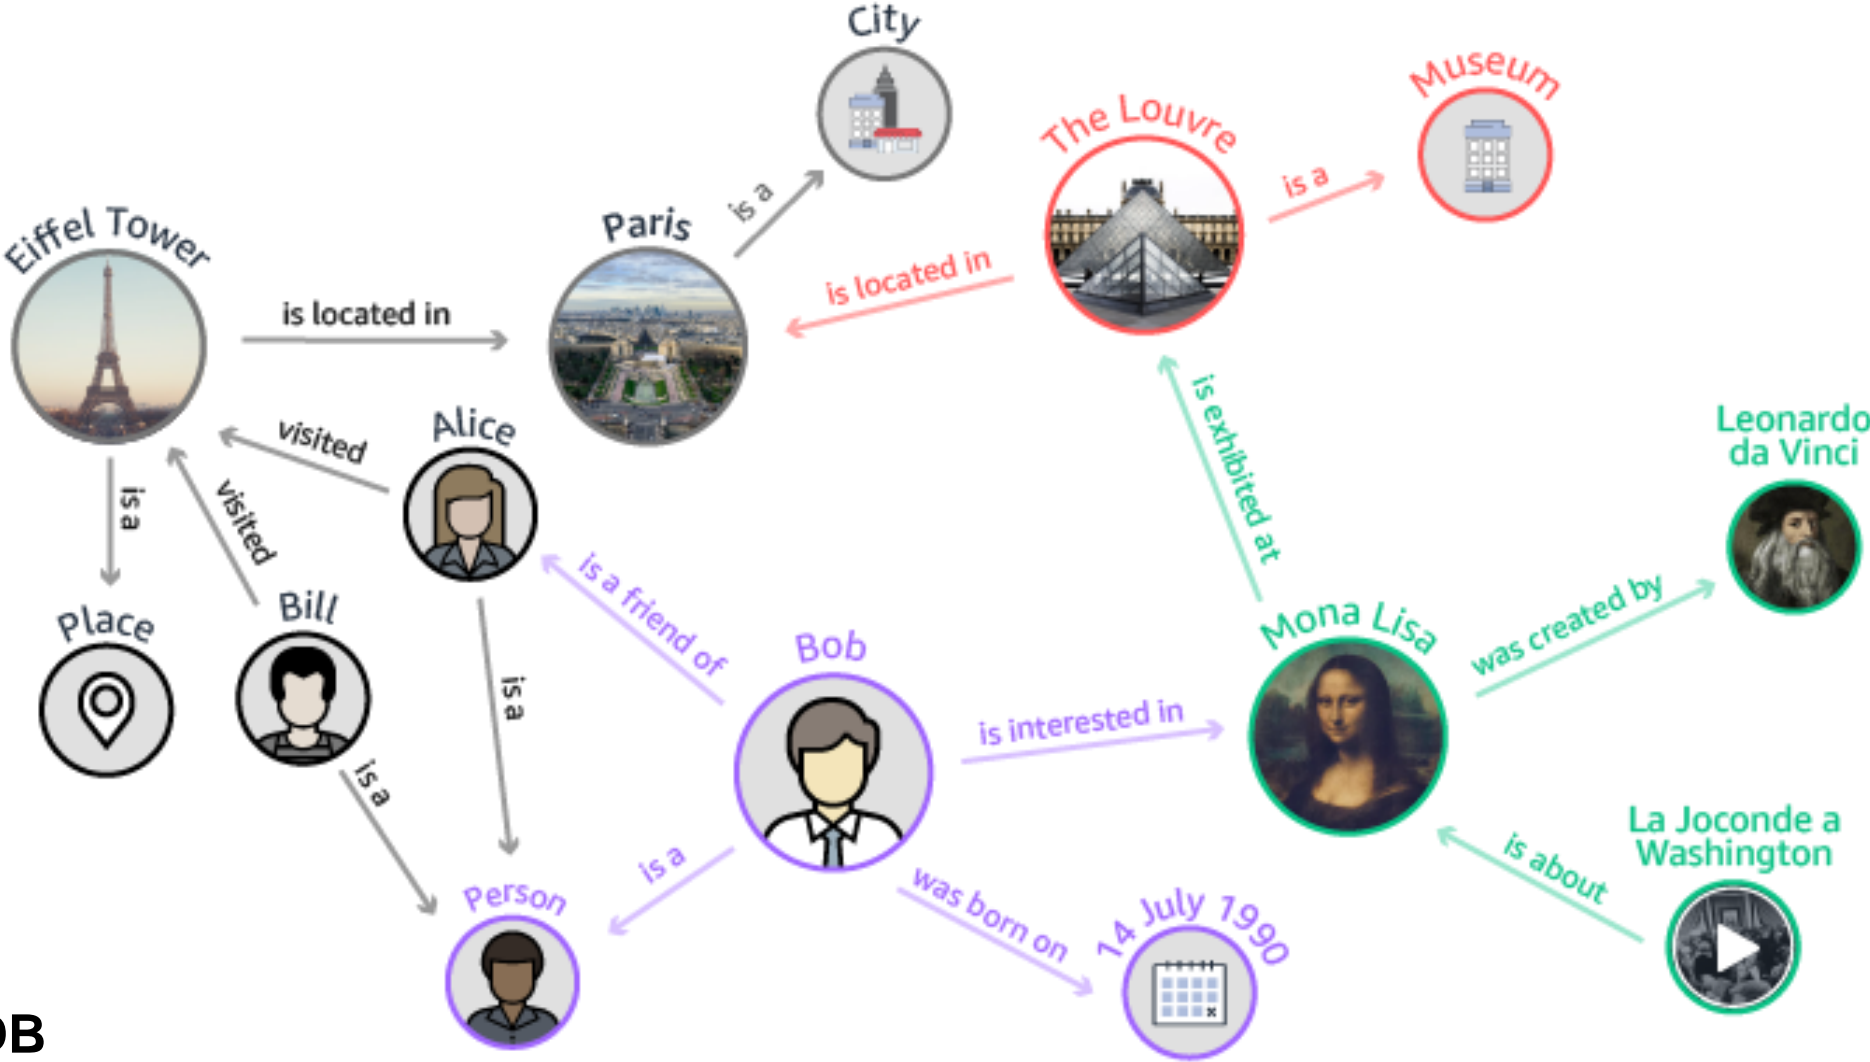 City
Museum
The Louvre
is a
is a
Eiffel Tower
Paris
is located in
is located in
Alice
visited
is exhibited at
Leonardo
da Vinci
is a
visited
Place
Bill
is a friend of
Bob
Mona Lisa
was created by
is a
is interested in
is a
La Joconde a
Washington
is about
is a
Person
was born on
14 July 1990